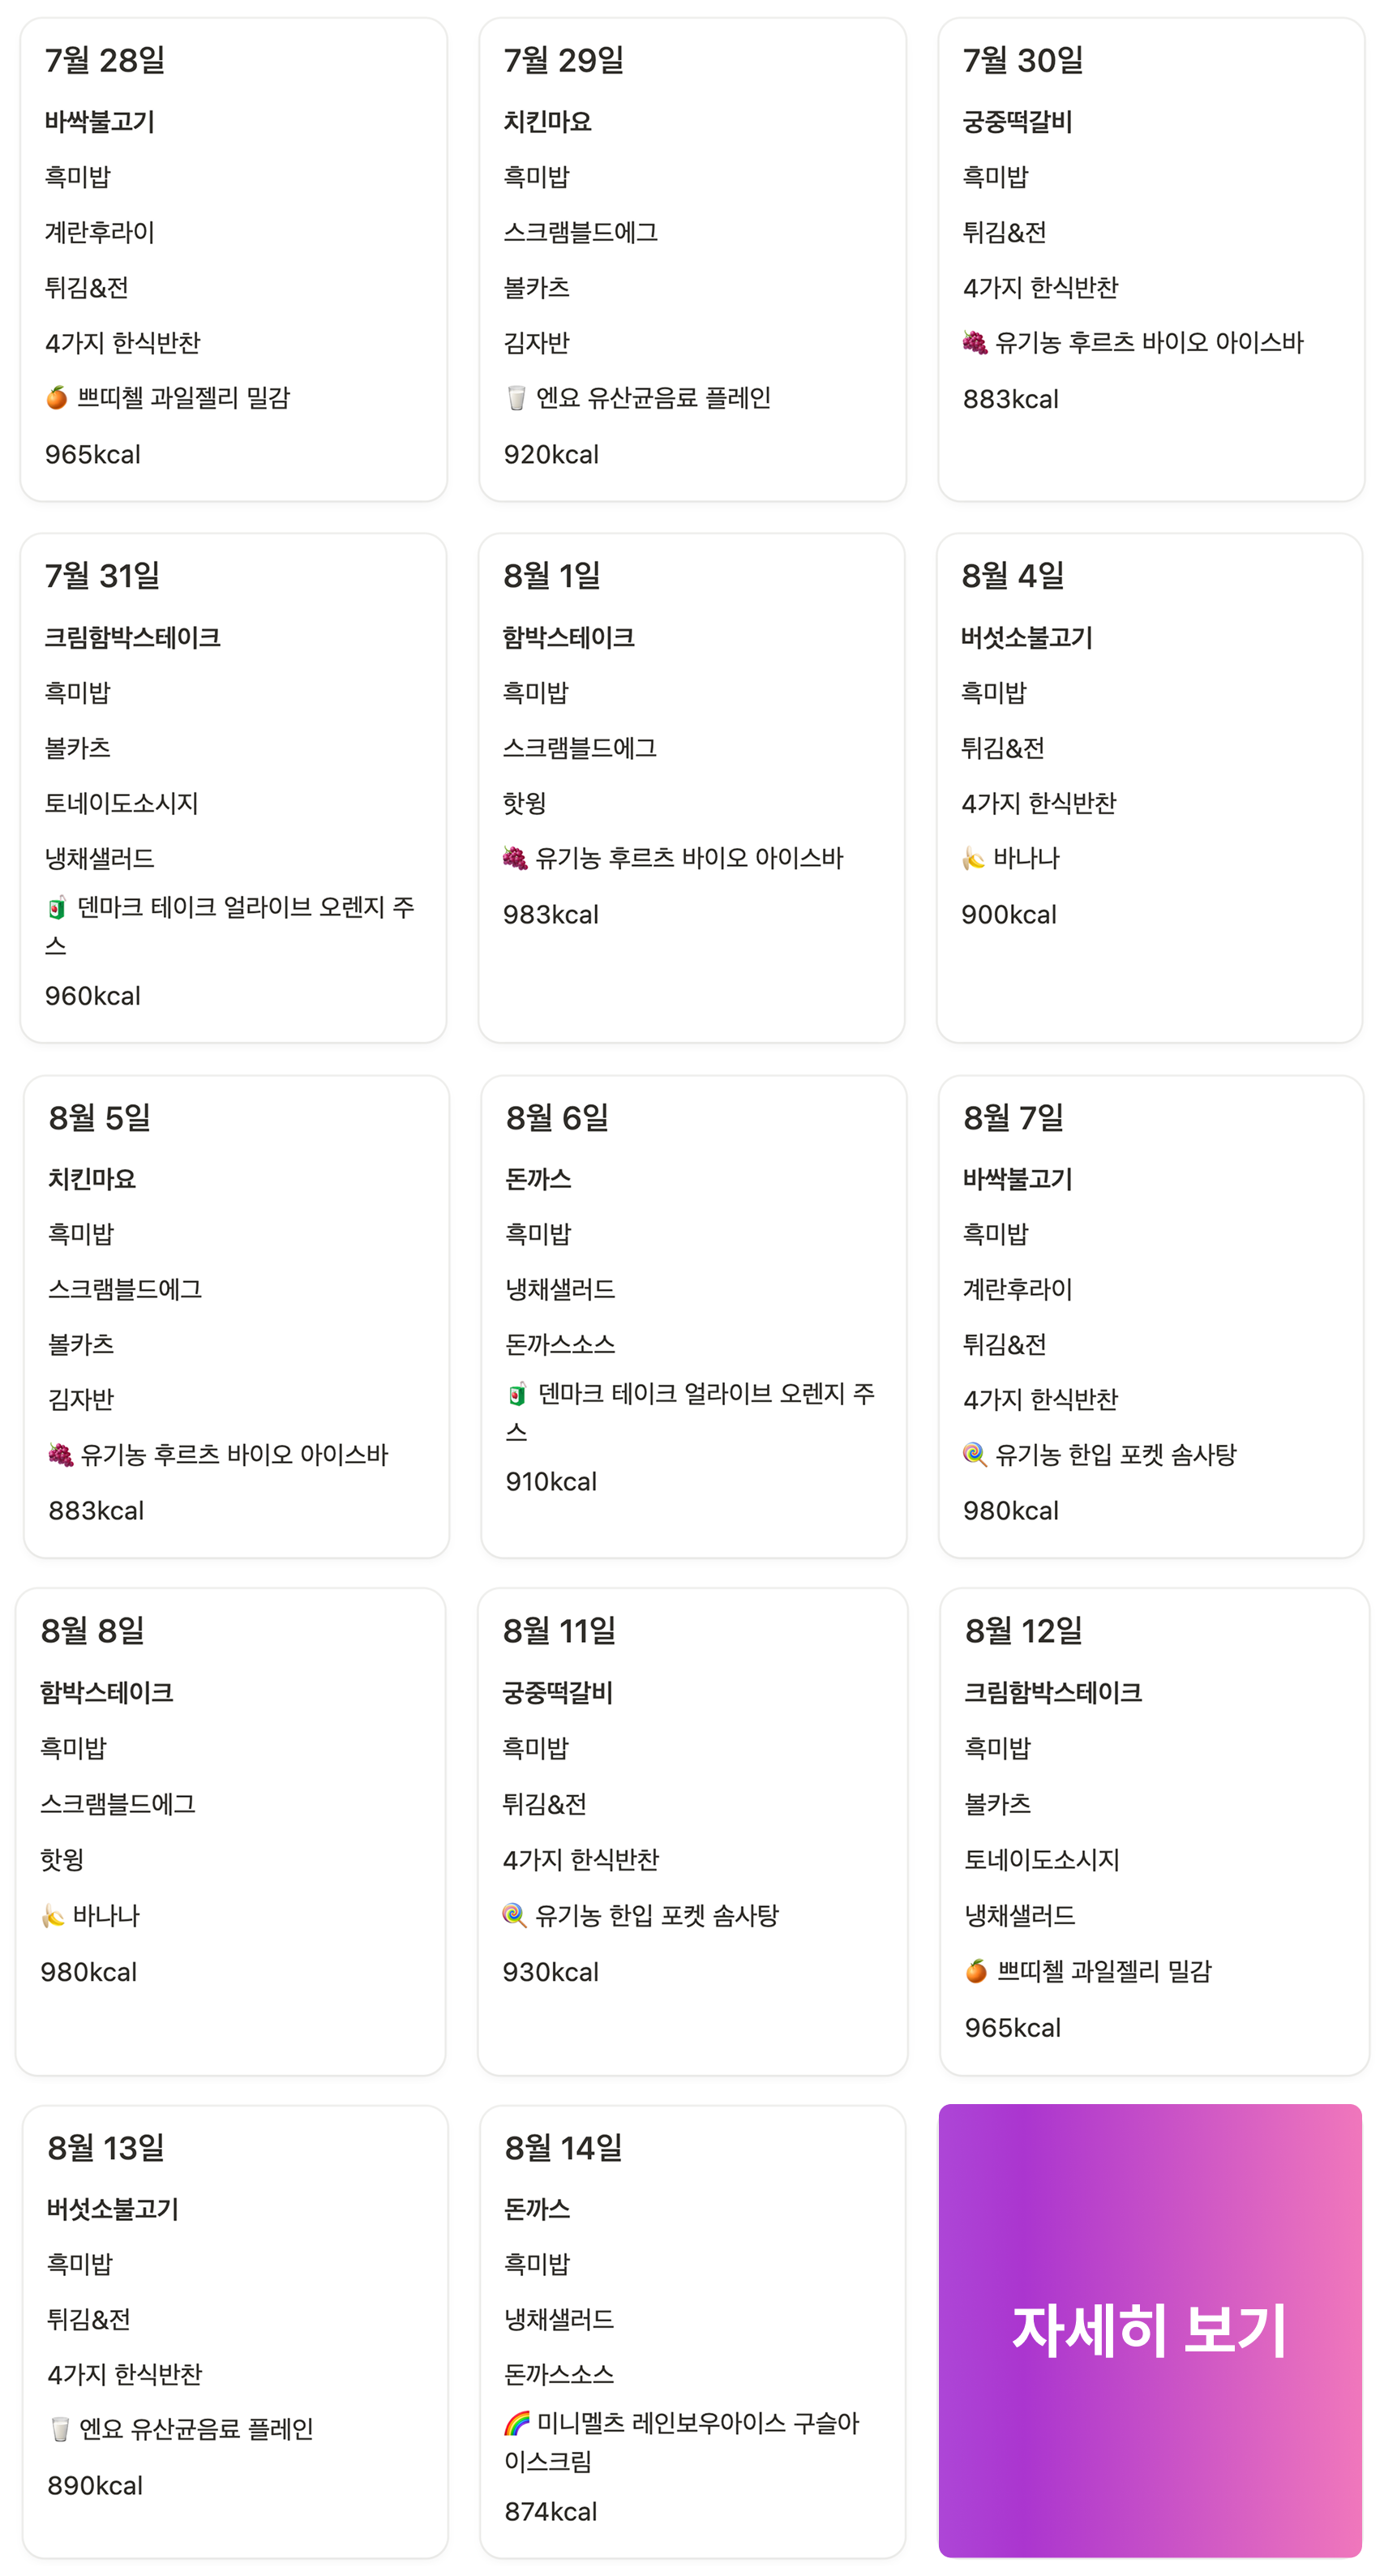 7월 28일
바싹불고기
흑미밥
계란후라이
튀김&전
4가지 한식반찬
🍊 쁘띠첼 과일젤리 밀감
965kcal
7월 29일
치킨마요
흑미밥
스크램블드에그
볼카츠
김자반
🥛 엔요 유산균음료 플레인
920kcal
7월 30일
궁중떡갈비
흑미밥
튀김&전
4가지 한식반찬
🍇 유기농 후르츠 바이오 아이스바
883kcal
7월 31일
크림함박스테이크
흑미밥
볼카츠
토네이도소시지
냉채샐러드
🧃 덴마크 테이크 얼라이브 오렌지 주
스
960kcal
8월 1일
함박스테이크
흑미밥
스크램블드에그
핫윙
🍇 유기농 후르츠 바이오 아이스바
983kcal
8월 4일
버섯소불고기
흑미밥
튀김&전
4가지 한식반찬
🍌 바나나
900kcal
8월 5일
치킨마요
흑미밥
스크램블드에그
볼카츠
김자반
🍇 유기농 후르츠 바이오 아이스바
883kcal
8월 6일
돈까스
흑미밥
냉채샐러드
돈까스소스
🧃 덴마크 테이크 얼라이브 오렌지 주
스
910kcal
8월 7일
바싹불고기
흑미밥
계란후라이
튀김&전
4가지 한식반찬
🍭 유기농 한입 포켓 솜사탕
980kcal
8월 8일
함박스테이크
흑미밥
스크램블드에그
핫윙
🍌 바나나
980kcal
8월 11일
궁중떡갈비
흑미밥
튀김&전
4가지 한식반찬
🍭 유기농 한입 포켓 솜사탕
930kcal
8월 12일
크림함박스테이크
흑미밥
볼카츠
토네이도소시지
냉채샐러드
🍊 쁘띠첼 과일젤리 밀감
965kcal
8월 13일
버섯소불고기
흑미밥
튀김&전
4가지 한식반찬
🥛 엔요 유산균음료 플레인
890kcal
8월 14일
돈까스
흑미밥
냉채샐러드
돈까스소스
🌈 미니멜츠 레인보우아이스 구슬아
이스크림
874kcal
자세히 보기